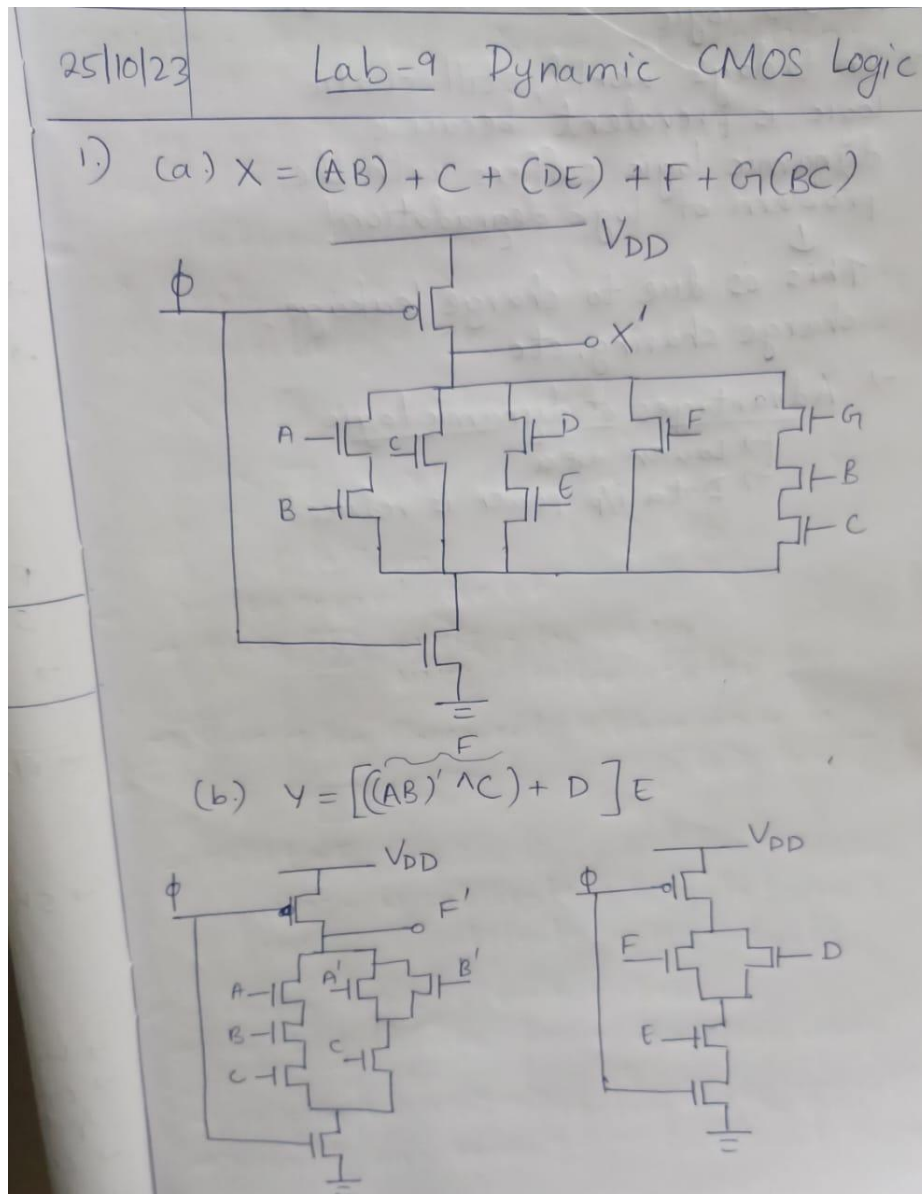 25/10/23 Lab-9 Dynamic CMOS Logic
1.) (a.) X = (AB) + C + (DE) + F + G(BC)
VDD
ϕ
X'
A C D F G
B E B
C
F
(b.) Y = [((AB)' ^C) + D ] E
VDD VDD
ϕ F' ϕ
A A' B' F D
B C E
C